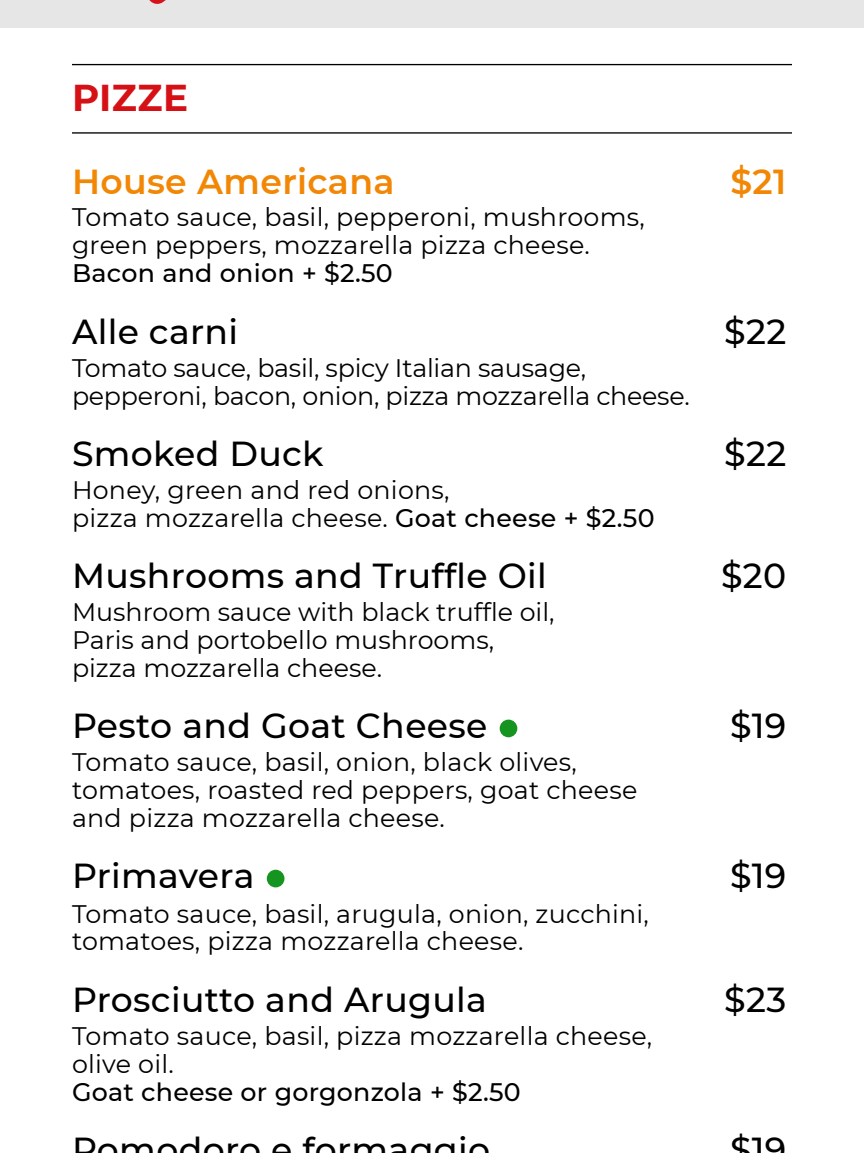 PIZZE
House Americana $21
Tomato sauce, basil, pepperoni, mushrooms,
green peppers, mozzarella pizza cheese.
Bacon and onion + $2.50
Alle carni $22
Tomato sauce, basil, spicy Italian sausage,
pepperoni, bacon, onion, pizza mozzarella cheese.
Smoked Duck $22
Honey, green and red onions,
pizza mozzarella cheese. Goat cheese + $2.50
Mushrooms and Truffle Oil $20
Mushroom sauce with black truffle oil,
Paris and portobello mushrooms,
pizza mozzarella cheese.
Pesto and Goat Cheese $19
Tomato sauce, basil, onion, black olives,
tomatoes, roasted red peppers, goat cheese
and pizza mozzarella cheese.
Primavera $19
Tomato sauce, basil, arugula, onion, zucchini,
tomatoes, pizza mozzarella cheese.
Prosciutto and Arugula $23
Tomato sauce, basil, pizza mozzarella cheese,
olive oil.
Goat cheese or gorgonzola + $2.50
Pomodoro e formaggio $19